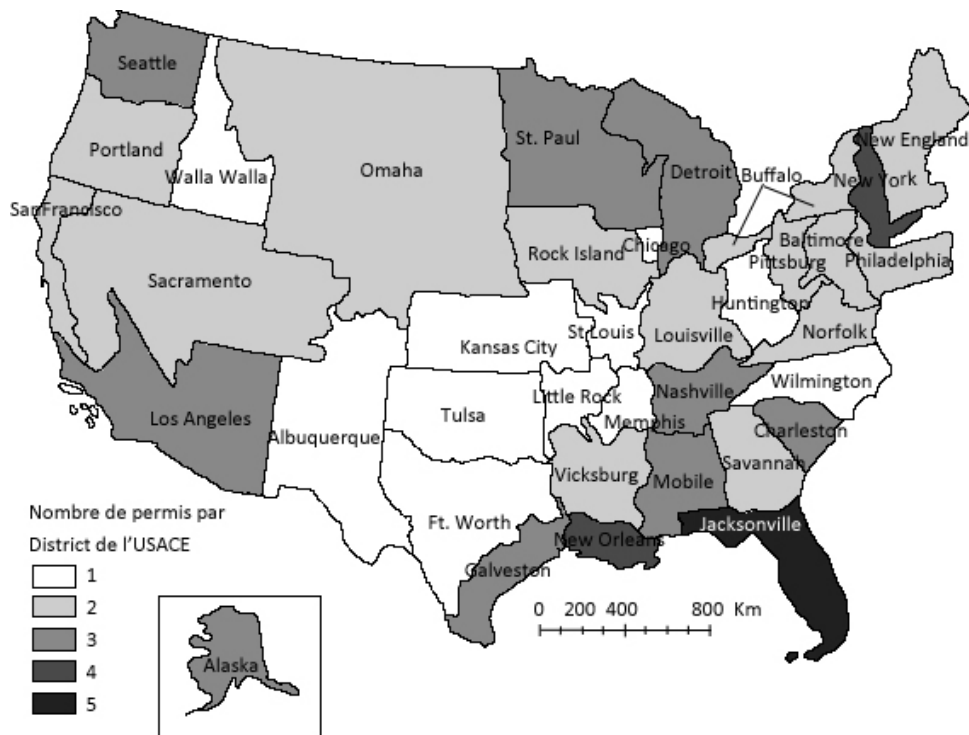 Seattle
Portland
Walla Walla
SanFrancisco
Sacramento
Omaha
St. Paul
Detroit
Buffalo
New England
New York
Rock Island
Chicago
Baltimore
Pittsburg
Philadelphia
Huntington
St Louis
Louisville
Norfolk
Kansas City
Los Angeles
Albuquerque
Tulsa
Little Rock
Memphis
Nashville
Wilmington
Charleston
Savannah
Vicksburg
Mobile
Ft. Worth
New Orleans
Jacksonville
Galveston
Nombre de permis par
District de l’USACE
1
2
3
4
5
Alaska
0 200 400 800 Km